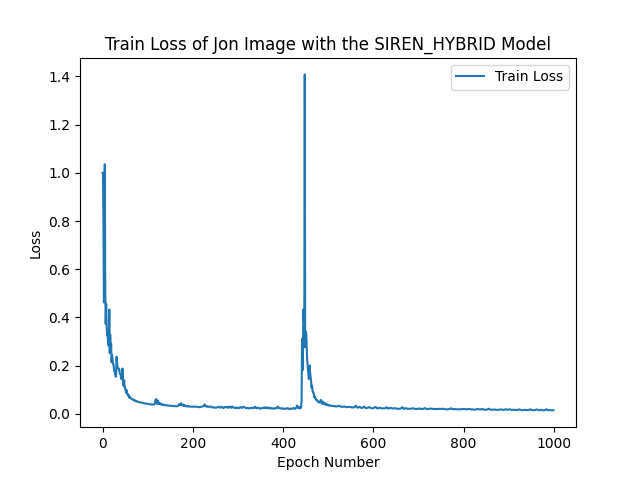 Train Loss of Jon Image with the SIREN_HYBRID Model
Train Loss
1.4
1.2
1.0
0.8
0.6
0.4
0.2
0.0
Loss
0 200 400 600 800 1000
Epoch Number